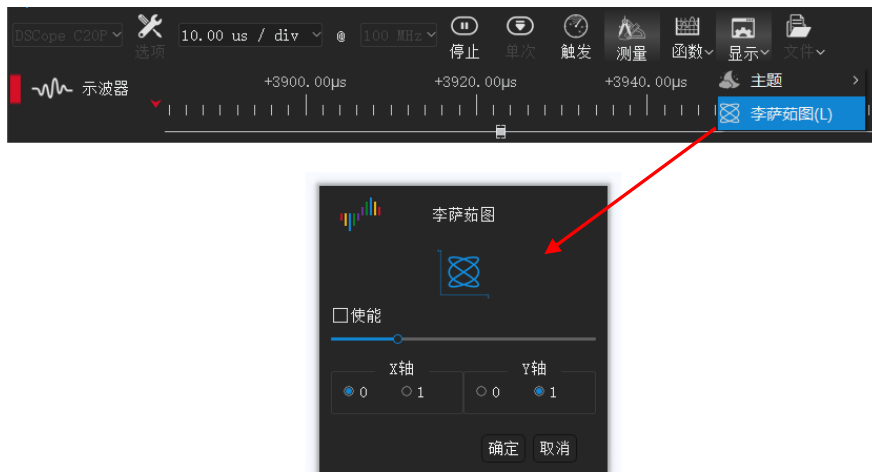 DSCope C20P 选项 10.00 us / div @ 100 MHz 停止 单次 触发 测量 函数 显示 文件
示波器 +3900.00μs +3920.00μs +3940.00μs 主题
李萨茹图(L)
李萨茹图
使能
X轴 Y轴
0 1 0 1
确定 取消